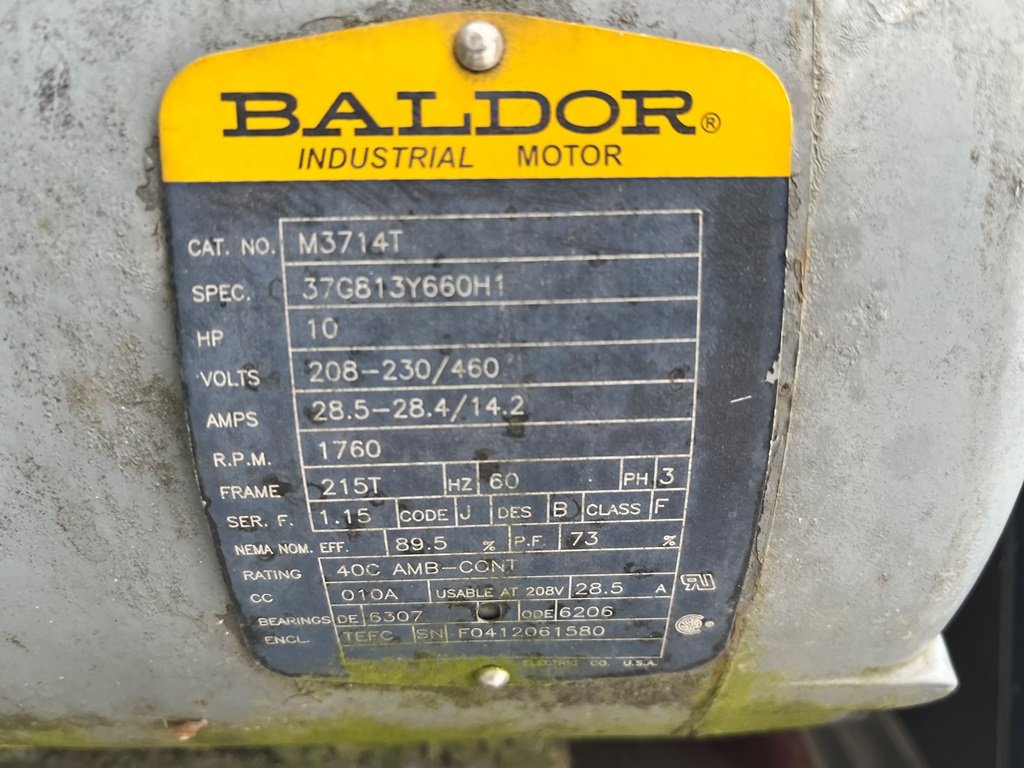 BALDOR®
INDUSTRIAL MOTOR
CAT. NO. M3714T
SPEC. 37G813Y660H1
HP 10
VOLTS 208-230/460
AMPS 28.5-28.4/14.2
R.P.M. 1760
FRAME 215T HZ 60 PH 3
SER. F. 1.15 CODE J DES B CLASS F
NEMA NOM. EFF. 89.5 % P.F. 73 %
RATING 40C AMB-CONT
CC 010A USABLE AT 208V 28.5 A
BEARINGS DE 6307 ODE 6206
ENCL. TEFC SN F0412061580
ELECTRIC CO. U.S.A.